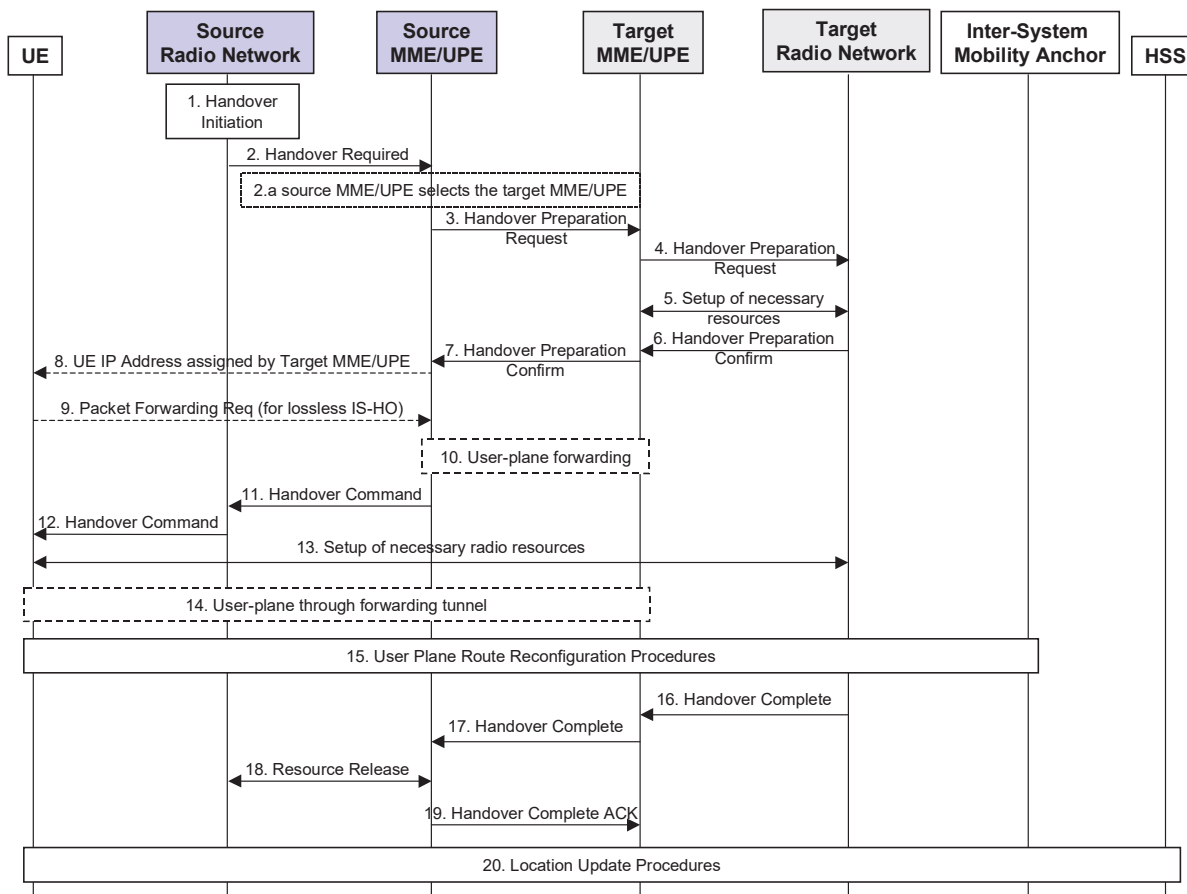 UE
Source
Radio Network
Source
MME/UPE
Target
MME/UPE
Target
Radio Network
Inter-System
Mobility Anchor
HSS
1. Handover
Initiation
2. Handover Required
2.a source MME/UPE selects the target MME/UPE
3. Handover Preparation
Request
4. Handover Preparation
Request
5. Setup of necessary
resources
6. Handover Preparation
Confirm
7. Handover Preparation
Confirm
8. UE IP Address assigned by Target MME/UPE
9. Packet Forwarding Req (for lossless IS-HO)
10. User-plane forwarding
11. Handover Command
12. Handover Command
13. Setup of necessary radio resources
14. User-plane through forwarding tunnel
15. User Plane Route Reconfiguration Procedures
16. Handover Complete
17. Handover Complete
18. Resource Release
19. Handover Complete ACK
20. Location Update Procedures